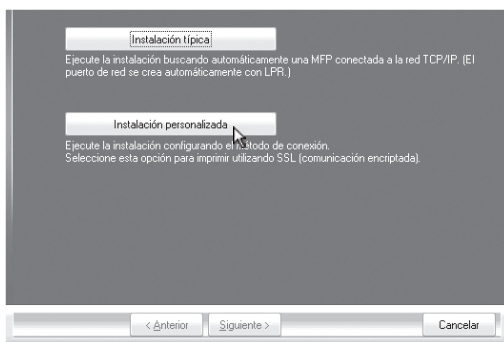 Instalación típica
Ejecute la instalación buscando automáticamente una MFP conectada a la red TCP/IP. (El
puerto de red se crea automáticamente con LPR.)
Instalación personalizada
Ejecute la instalación configurando el método de conexión.
Seleccione esta opción para imprimir utilizando SSL (comunicación encriptada).
< Anterior
Siguiente >
Cancelar